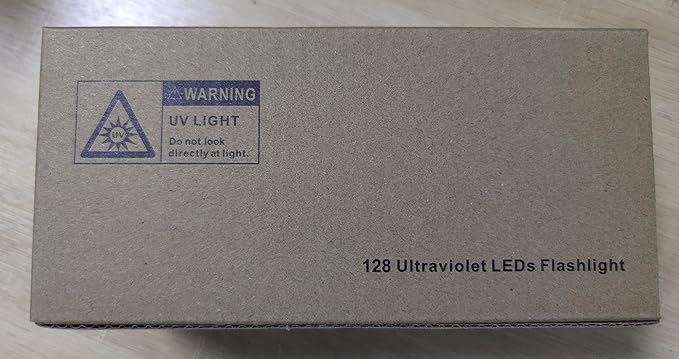 WARNING
UV
UV LIGHT
Do not look
directly at light.
128 Ultraviolet LEDs Flashlight